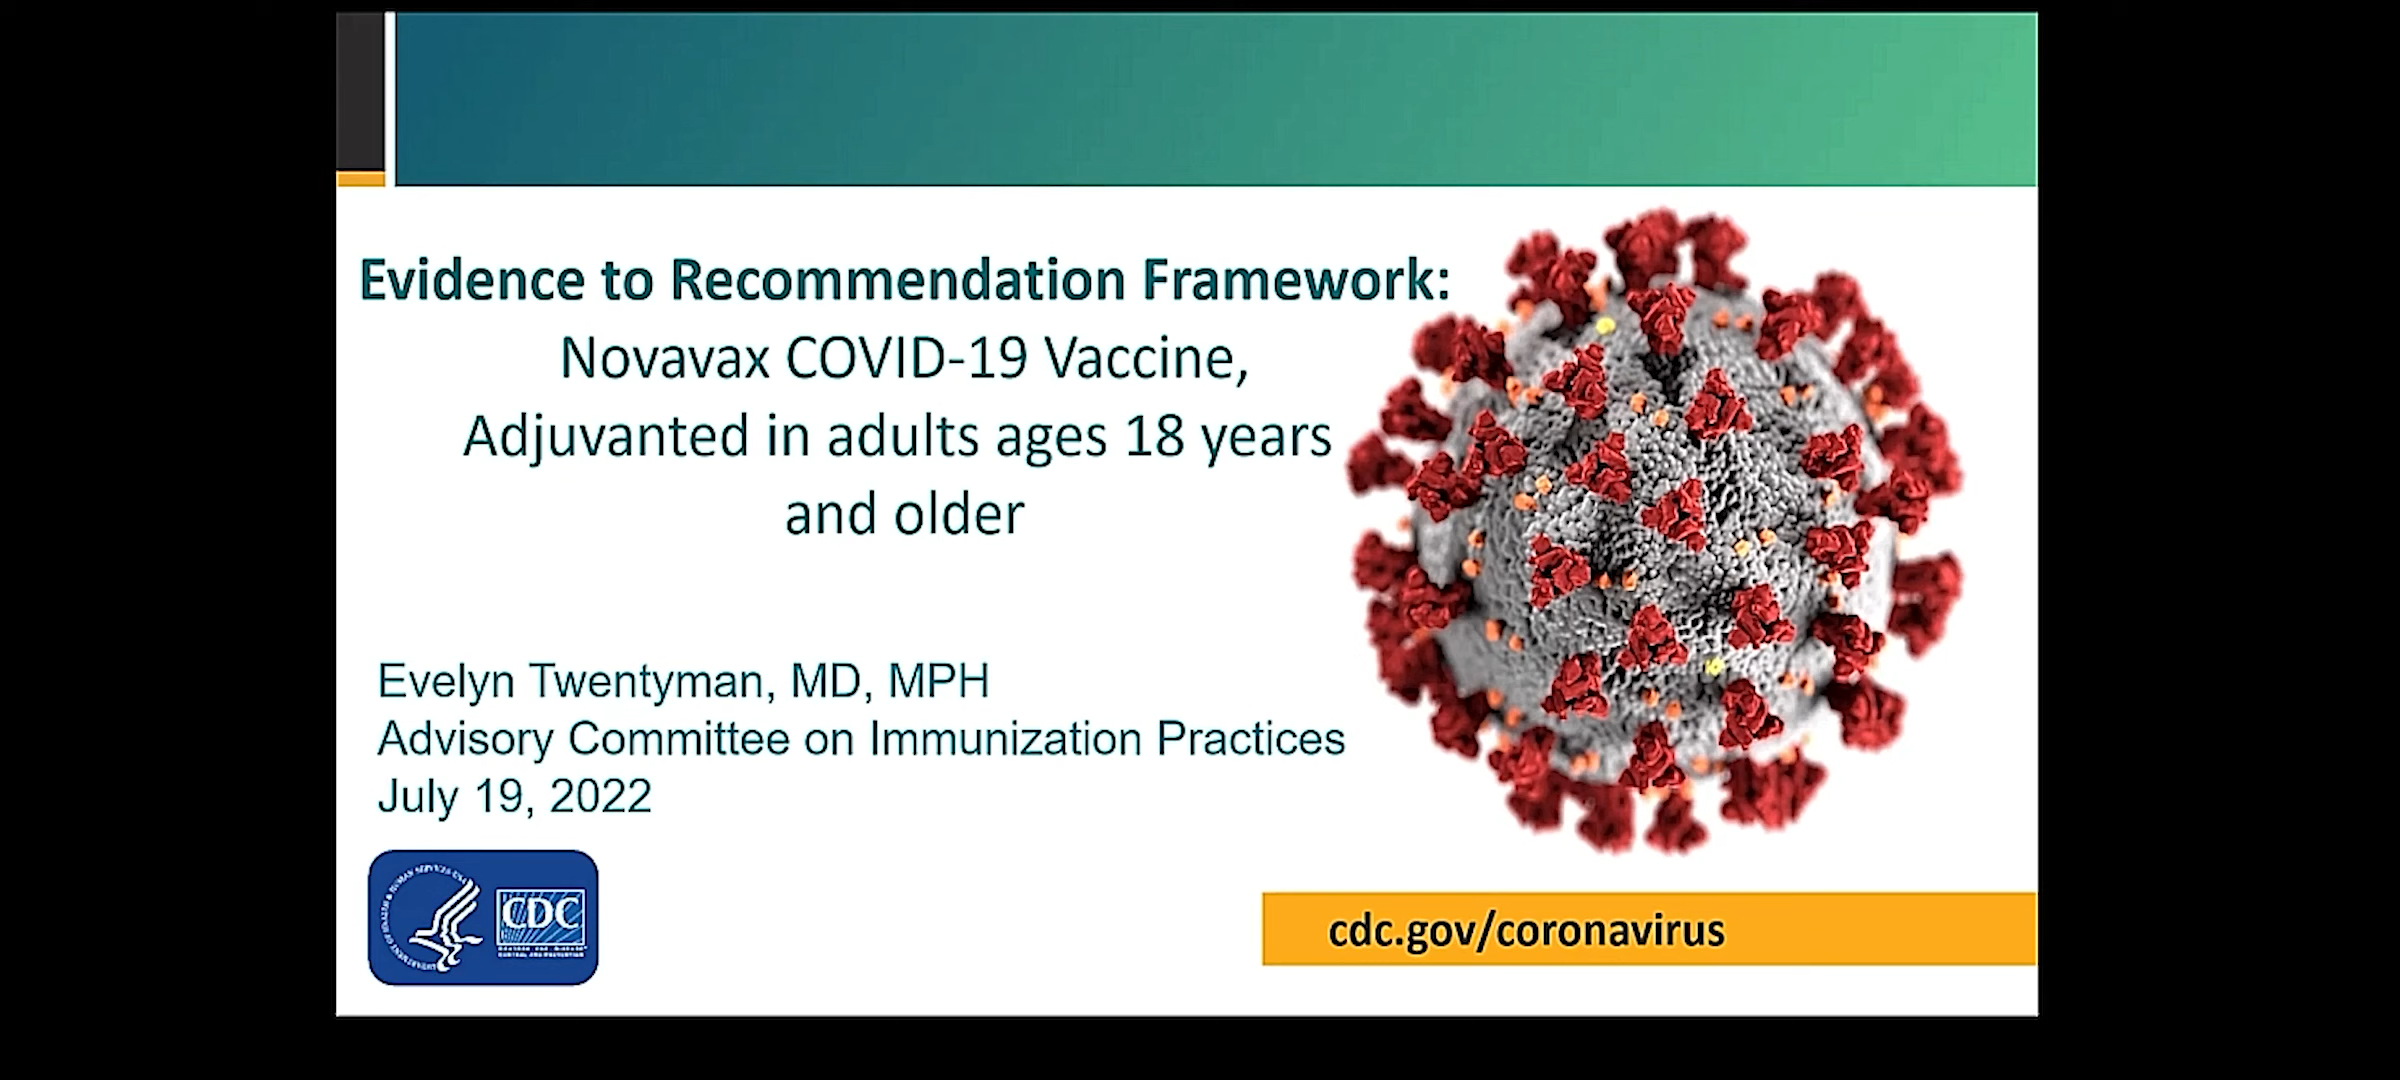 Evidence to Recommendation Framework:
Novavax COVID-19 Vaccine,
Adjuvanted in adults ages 18 years
and older
Evelyn Twentyman, MD, MPH
Advisory Committee on Immunization Practices
July 19, 2022
CDC
cdc.gov/coronavirus